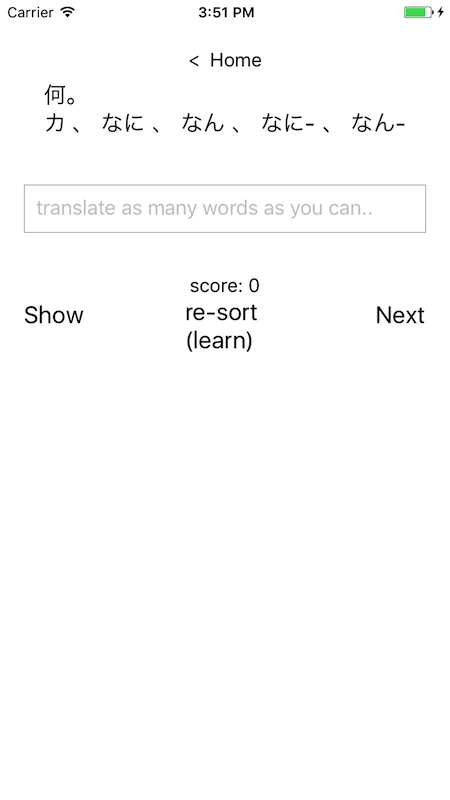 Carrier 3:51 PM
< Home
何。
カ 、 なに 、 なん 、 なに- 、 なん-
translate as many words as you can..
score: 0
Show re-sort Next
(learn)